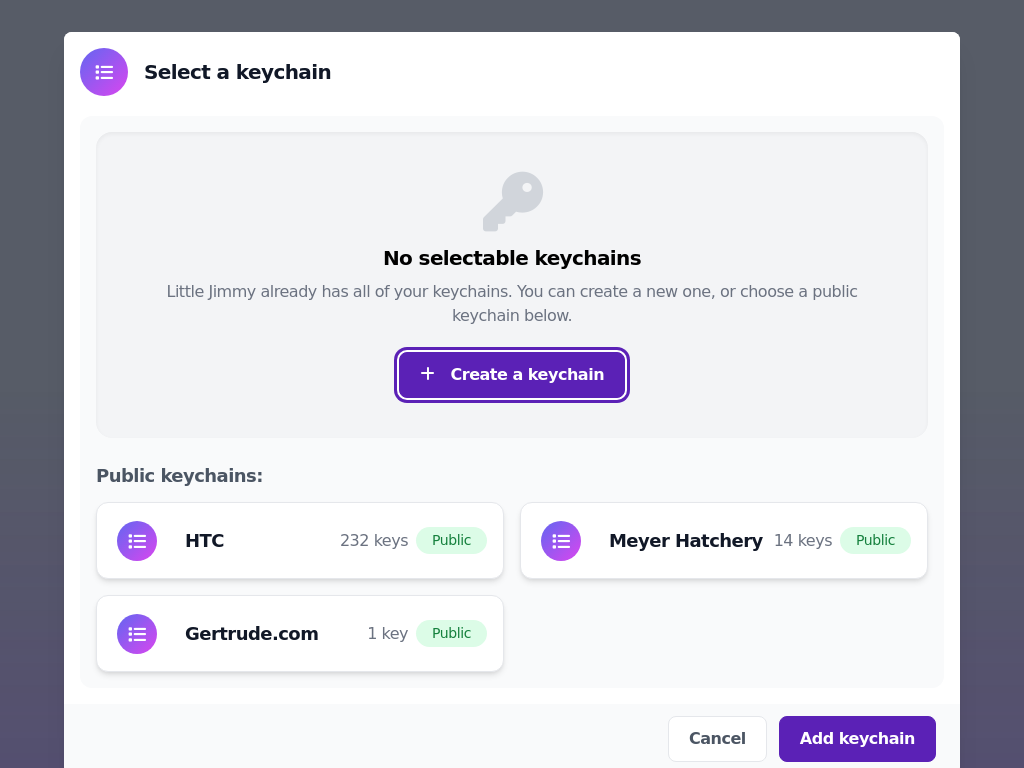 Select a keychain
No selectable keychains
Little Jimmy already has all of your keychains. You can create a new one, or choose a public
keychain below.
Create a keychain
Public keychains:
HTC 232 keys Public
Meyer Hatchery 14 keys Public
Gertrude.com 1 key Public
Cancel Add keychain